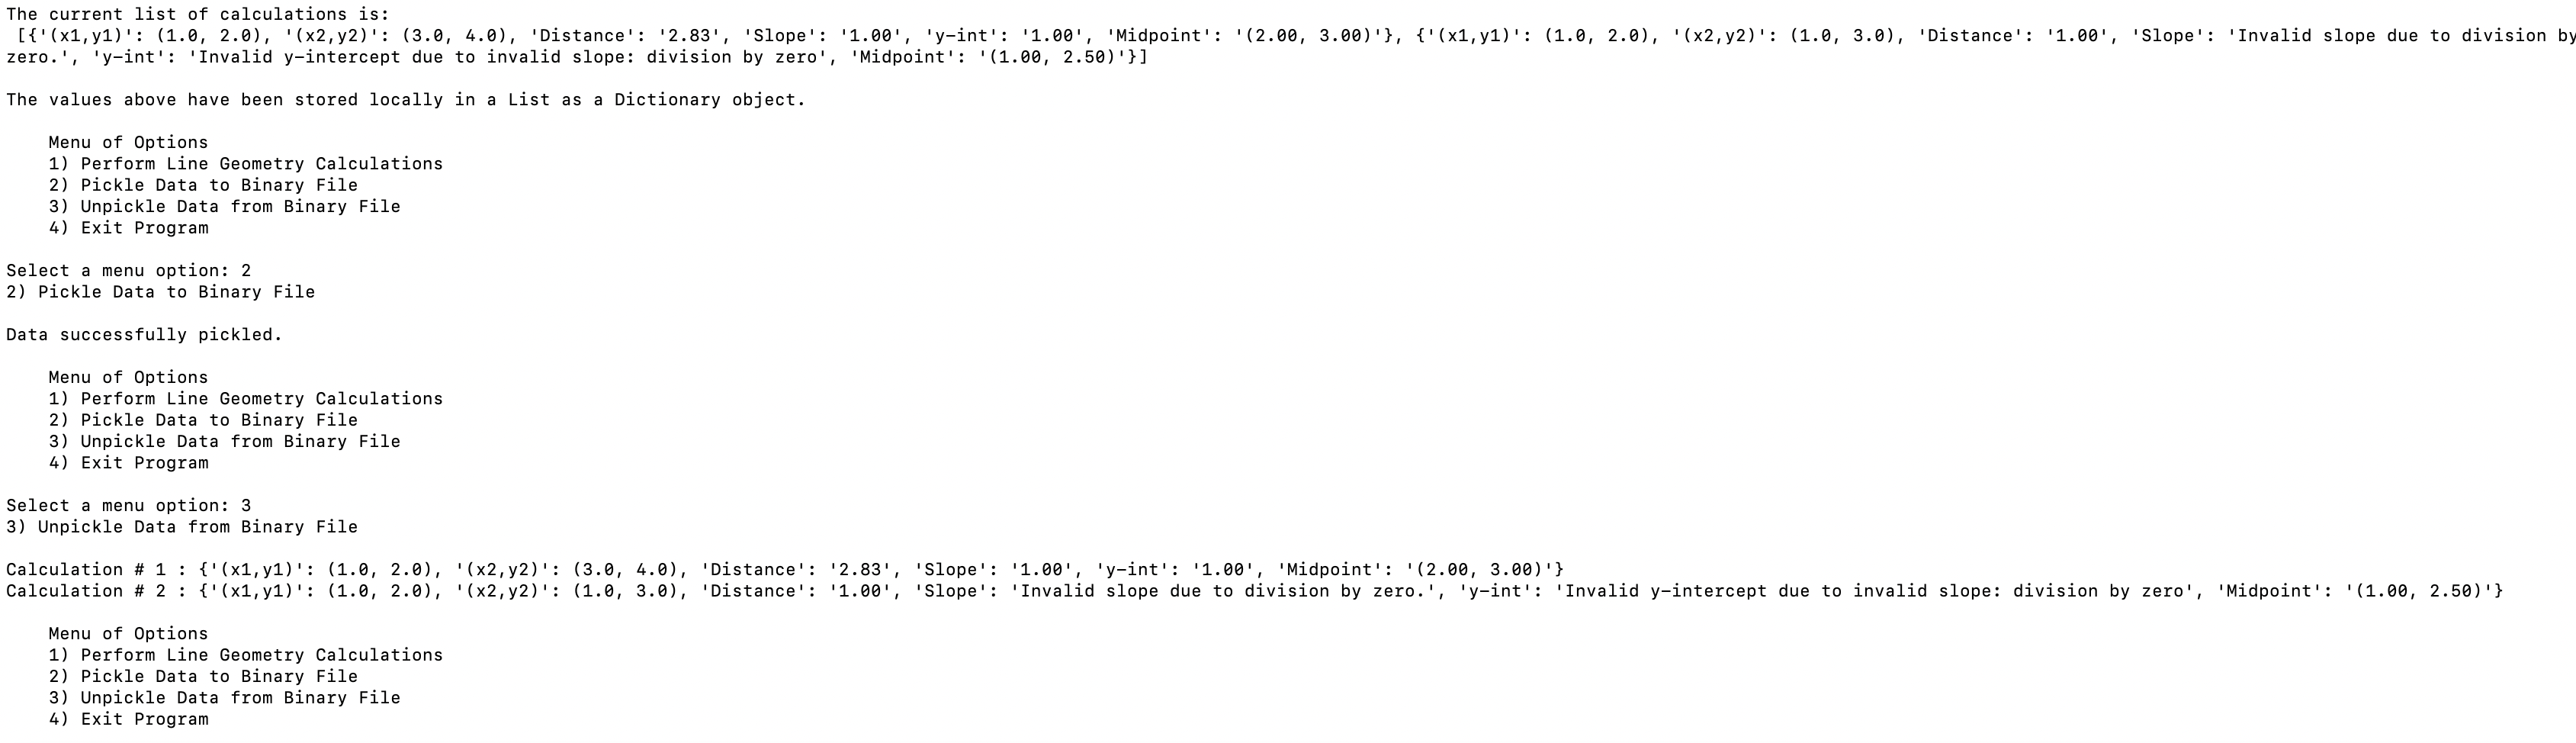 The current list of calculations is:
 [{'(x1,y1)': (1.0, 2.0), '(x2,y2)': (3.0, 4.0), 'Distance': '2.83', 'Slope': '1.00', 'y-int': '1.00', 'Midpoint': '(2.00, 3.00)'}, {'(x1,y1)': (1.0, 2.0), '(x2,y2)': (1.0, 3.0), 'Distance': '1.00', 'Slope': 'Invalid slope due to division by
zero.', 'y-int': 'Invalid y-intercept due to invalid slope: division by zero', 'Midpoint': '(1.00, 2.50)'}]

The values above have been stored locally in a List as a Dictionary object.

    Menu of Options
    1) Perform Line Geometry Calculations
    2) Pickle Data to Binary File
    3) Unpickle Data from Binary File
    4) Exit Program

Select a menu option: 2
2) Pickle Data to Binary File

Data successfully pickled.

    Menu of Options
    1) Perform Line Geometry Calculations
    2) Pickle Data to Binary File
    3) Unpickle Data from Binary File
    4) Exit Program

Select a menu option: 3
3) Unpickle Data from Binary File

Calculation # 1 : {'(x1,y1)': (1.0, 2.0), '(x2,y2)': (3.0, 4.0), 'Distance': '2.83', 'Slope': '1.00', 'y-int': '1.00', 'Midpoint': '(2.00, 3.00)'}
Calculation # 2 : {'(x1,y1)': (1.0, 2.0), '(x2,y2)': (1.0, 3.0), 'Distance': '1.00', 'Slope': 'Invalid slope due to division by zero.', 'y-int': 'Invalid y-intercept due to invalid slope: division by zero', 'Midpoint': '(1.00, 2.50)'}

    Menu of Options
    1) Perform Line Geometry Calculations
    2) Pickle Data to Binary File
    3) Unpickle Data from Binary File
    4) Exit Program